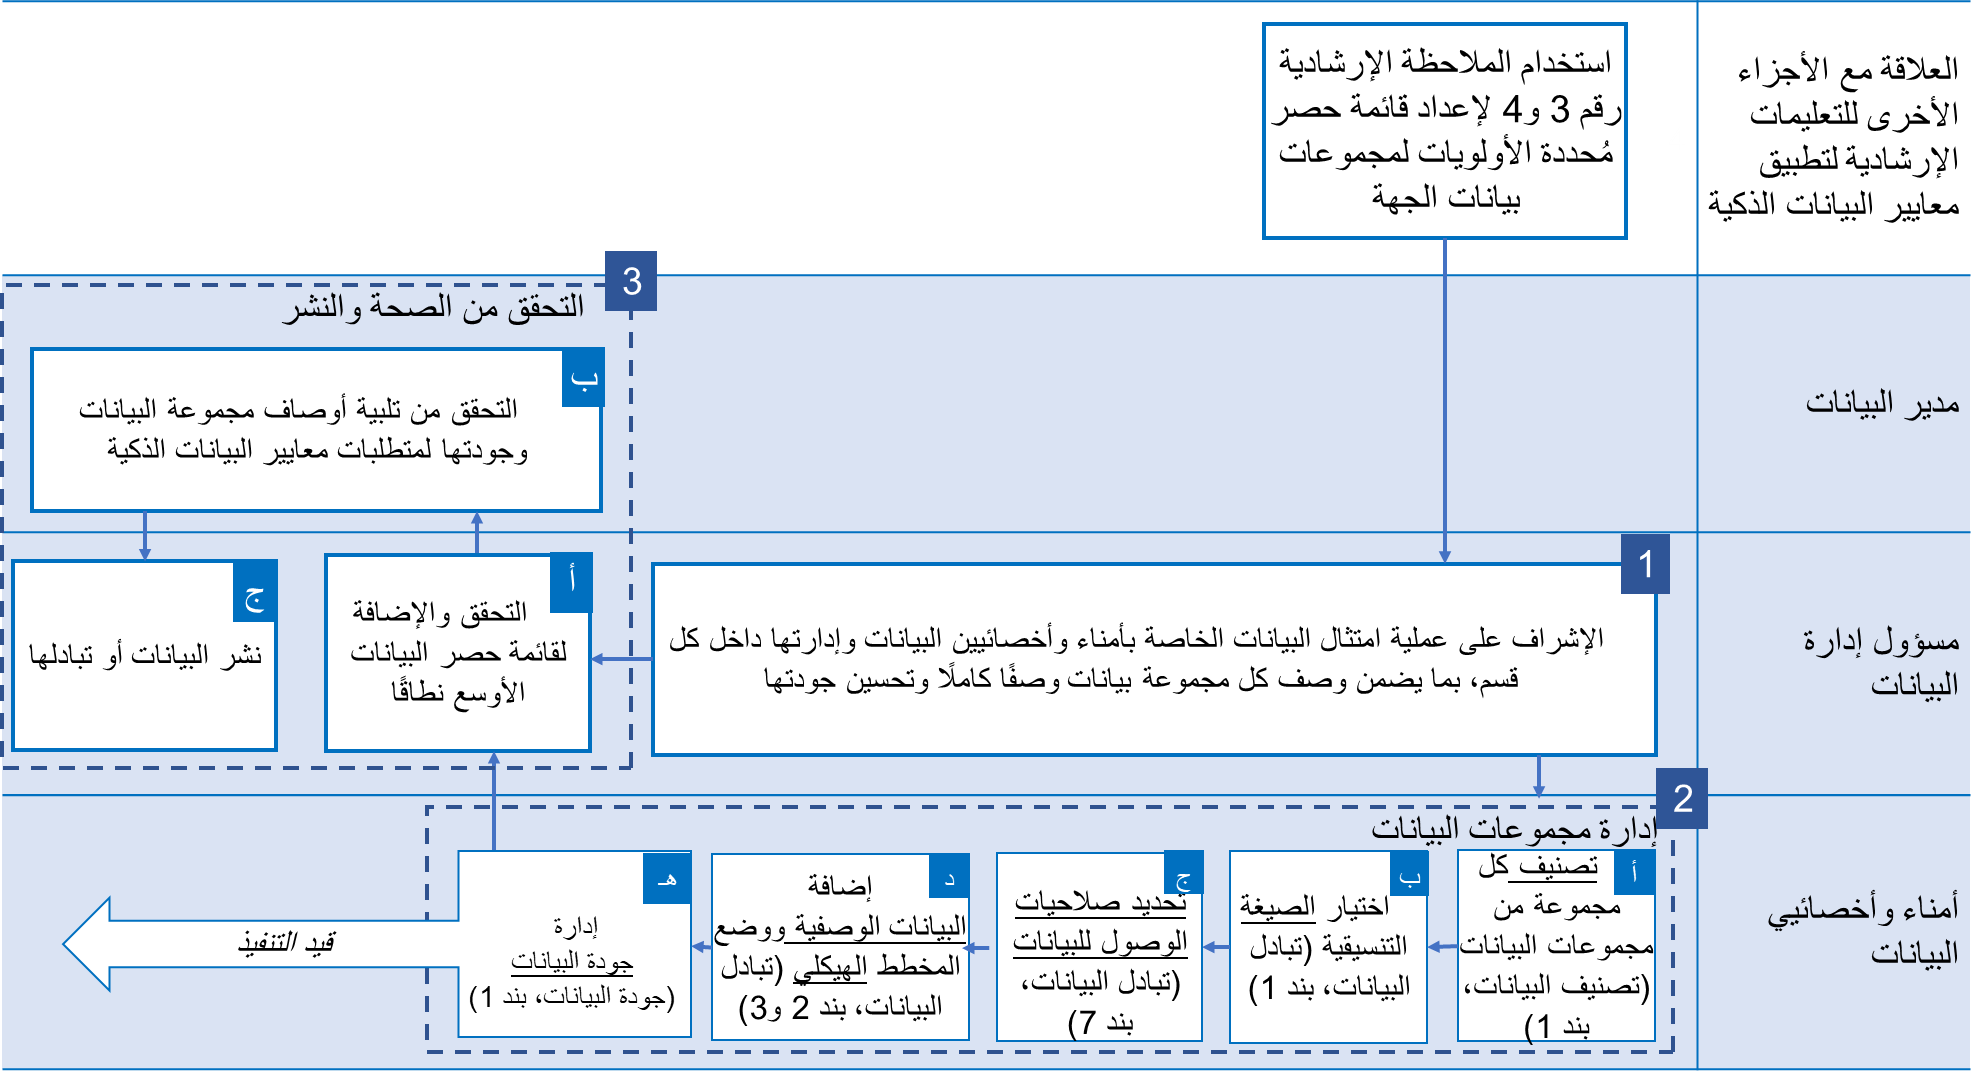 العلاقة مع الأجزاء
الأخرى للتعليمات
الإرشادية لتطبيق
معايير البيانات الذكية
استخدام الملاحظة الإرشادية
رقم 3 و4 لإعداد قائمة حصر
مُحددة الأولويات لمجموعات
بيانات الجهة
مدير البيانات
3
التحقق من الصحة والنشر
ب
التحقق من تلبية أوصاف مجموعة البيانات
وجودتها لمتطلبات معايير البيانات الذكية
مسؤول إدارة
البيانات
1
الإشراف على عملية امتثال البيانات الخاصة بأمناء وأخصائيين البيانات وإدارتها داخل كل
قسم، بما يضمن وصف كل مجموعة بيانات وصفًا كاملًا وتحسين جودتها
أ
التحقق والإضافة
لقائمة حصر البيانات
الأوسع نطاقًا
ج
نشر البيانات أو تبادلها
أمناء وأخصائيي
البيانات
2
إدارة مجموعات البيانات
أ
تصنيف كل
مجموعة من
مجموعات البيانات
(تصنيف البيانات،
بند 1)
ب
اختيار الصيغة
التنسيقية (تبادل
البيانات، بند 1)
ج
تحديد صلاحيات
الوصول للبيانات
(تبادل البيانات،
بند 7)
د
إضافة
البيانات الوصفية ووضع
المخطط الهيكلي (تبادل
البيانات، بند 2 و3)
هـ
إدارة
جودة البيانات
(جودة البيانات، بند 1)
قيد التنفيذ